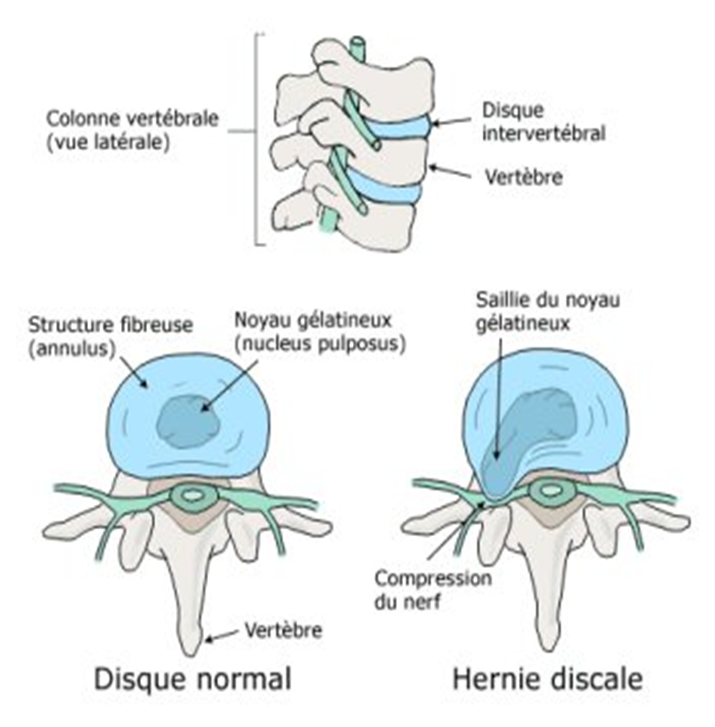 Colonne vertébrale
(vue latérale)
Disque
intervertébral
Vertèbre
Structure fibreuse
(annulus)
Noyau gélatineux
(nucleus pulposus)
Saillie du noyau
gélatineux
Compression
du nerf
Vertèbre
Disque normal
Hernie discale